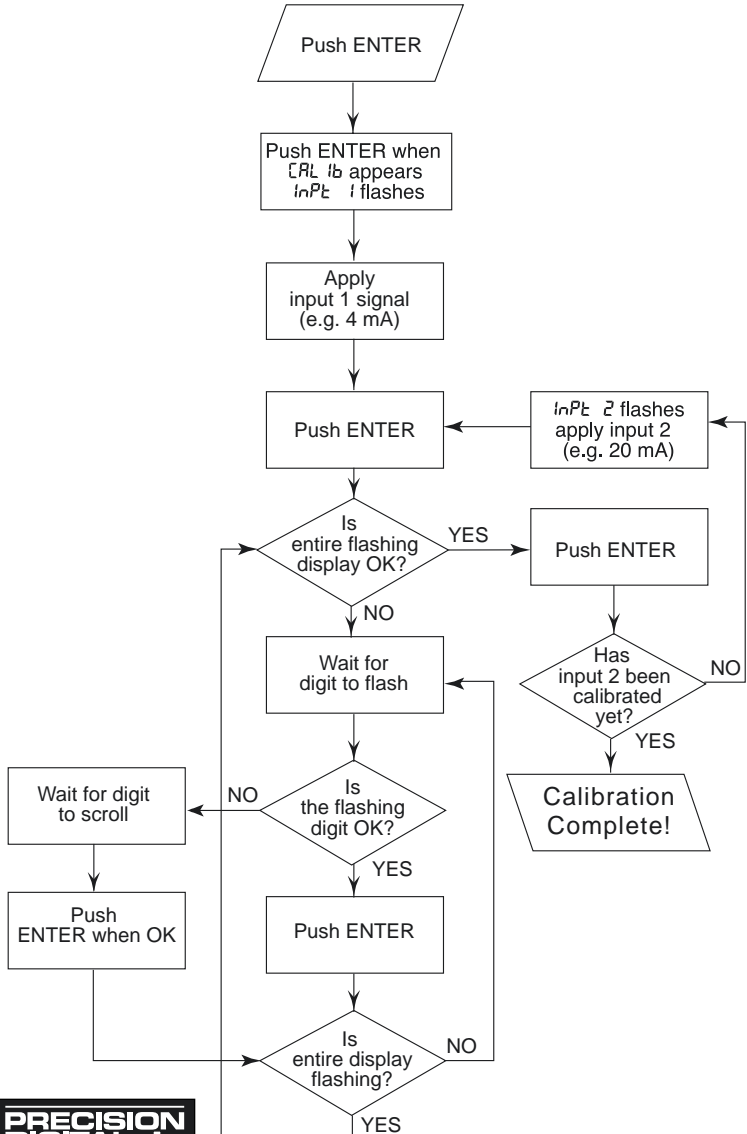 Push ENTER
Push ENTER when
CAL ib appears
InPt 1 flashes
Apply
input 1 signal
(e.g. 4 mA)
Push ENTER
InPt 2 flashes
apply input 2
(e.g. 20 mA)
Is
entire flashing
display OK?
YES
Push ENTER
NO
Wait for
digit to flash
Has
input 2 been
calibrated
yet?
NO
YES
Calibration
Complete!
Is
the flashing
digit OK?
NO
Wait for digit
to scroll
Push
ENTER when OK
YES
Push ENTER
Is
entire display
flashing?
NO
YES
PRECISION